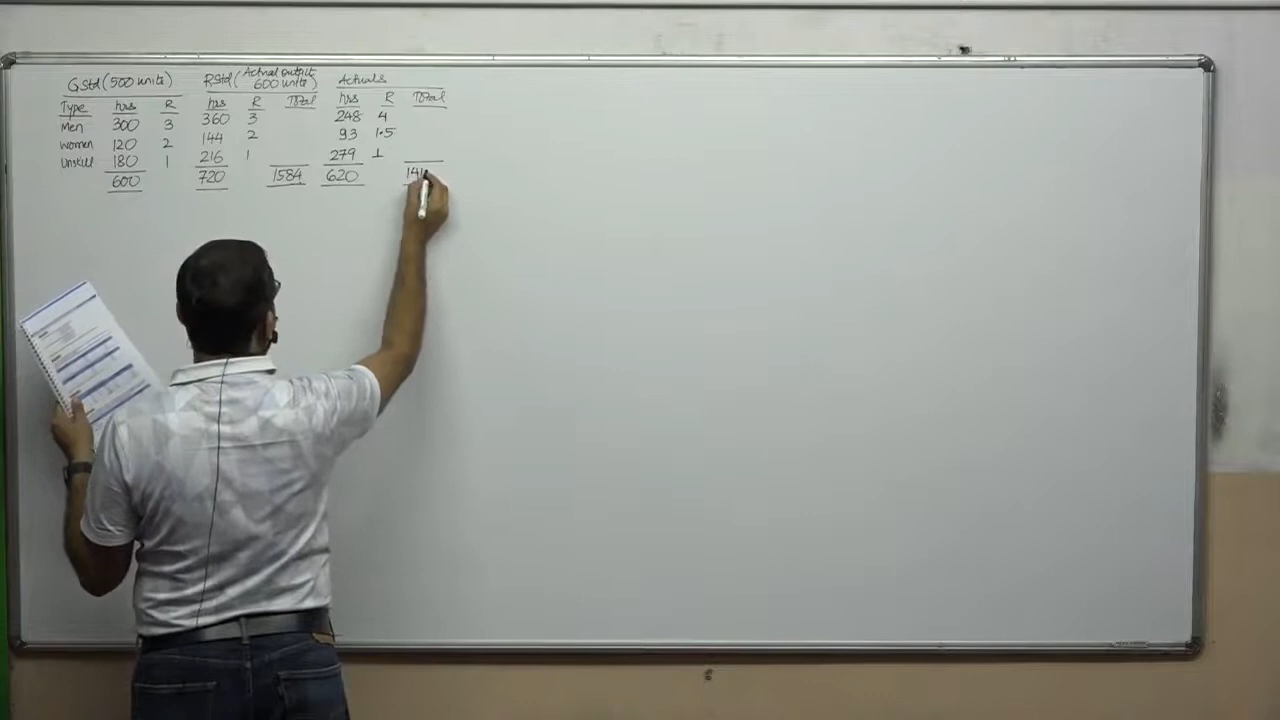 GStd (500 units) RStd (Actual output 600 units) Actuals
Type hrs R hrs R Total hrs R Total
Men 300 3 360 3 248 4
Women 120 2 144 2 93 1.5
Unskill 180 1 216 1 279 1
600 720 1584 620